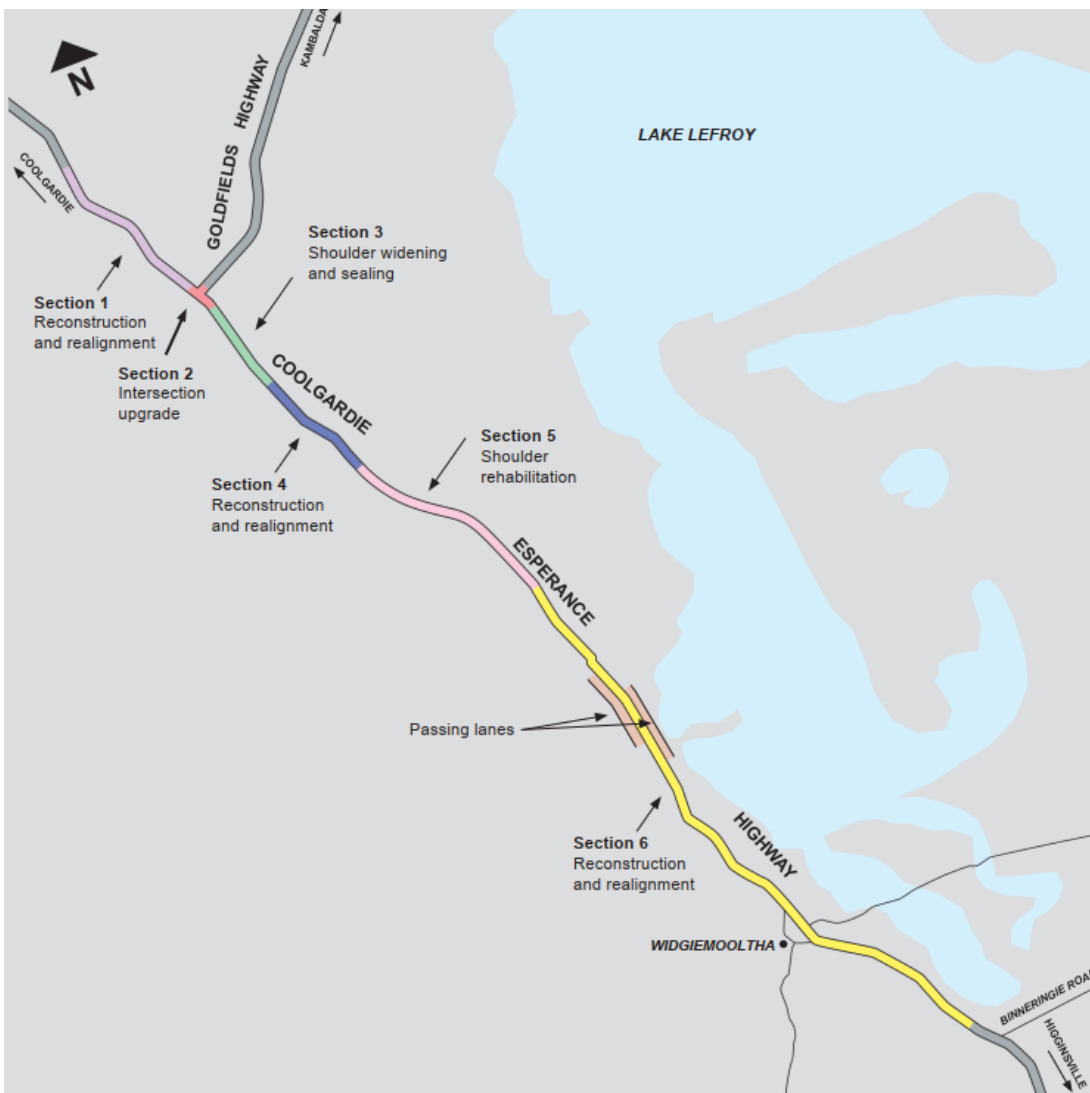 KAMBALDA
N
GOLDFIELDS HIGHWAY
LAKE LEFROY
COOLGARDIE
Section 3
Shoulder widening
and sealing
Section 1
Reconstruction
and realignment
Section 2
Intersection
upgrade
COOLGARDIE
Section 5
Shoulder
rehabilitation
Section 4
Reconstruction
and realignment
ESPERANCE
Passing lanes
HIGHWAY
Section 6
Reconstruction
and realignment
WIDGIEMOOLTHA
BINNERINGIE ROAD
HIGGINSVILLE